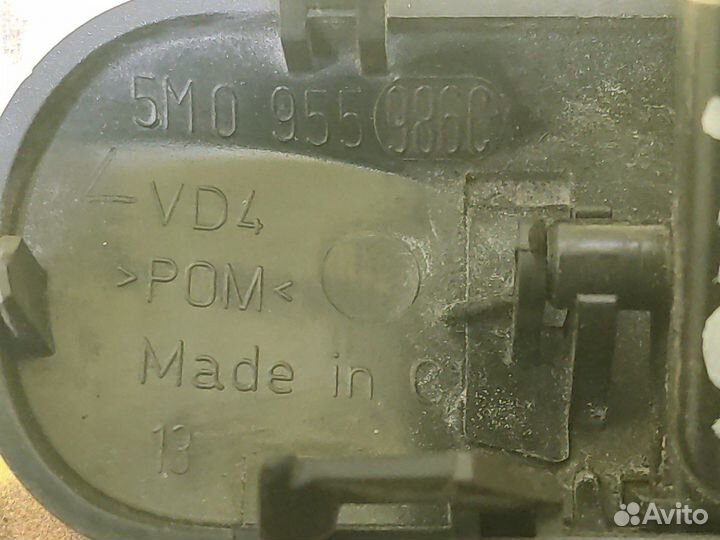 5M0 955 986C
VD4
>POM<
Made in
13
Avito